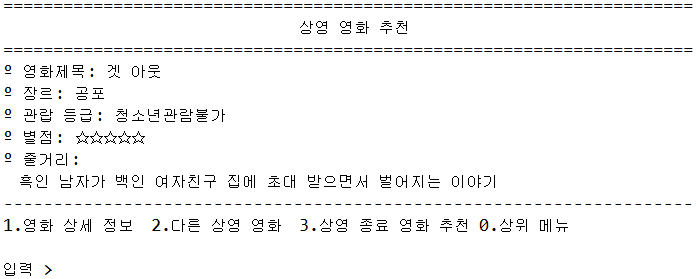 ================================================================================
상영 영화 추천
================================================================================
º 영화제목: 겟 아웃
º 장르: 공포
º 관람 등급: 청소년관람불가
º 별점: ☆☆☆☆☆
º 줄거리:
흑인 남자가 백인 여자친구 집에 초대 받으면서 벌어지는 이야기
--------------------------------------------------------------------------------
1.영화 상세 정보 2.다른 상영 영화 3.상영 종료 영화 추천 0.상위 메뉴
입력 >